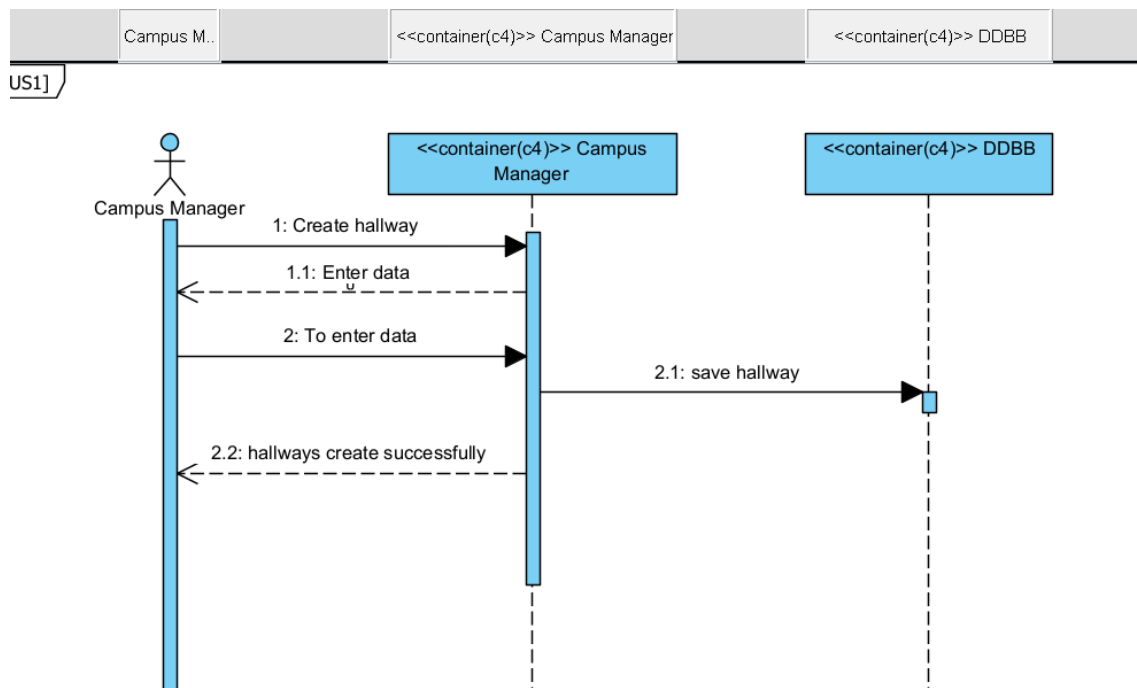 Campus M..
<<container(c4)>> Campus Manager
<<container(c4)>> DDBB
US1]
<<container(c4)>> Campus
Manager
<<container(c4)>> DDBB
Campus Manager
1: Create hallway
1.1: Enter data
2: To enter data
2.1: save hallway
2.2: hallways create successfully